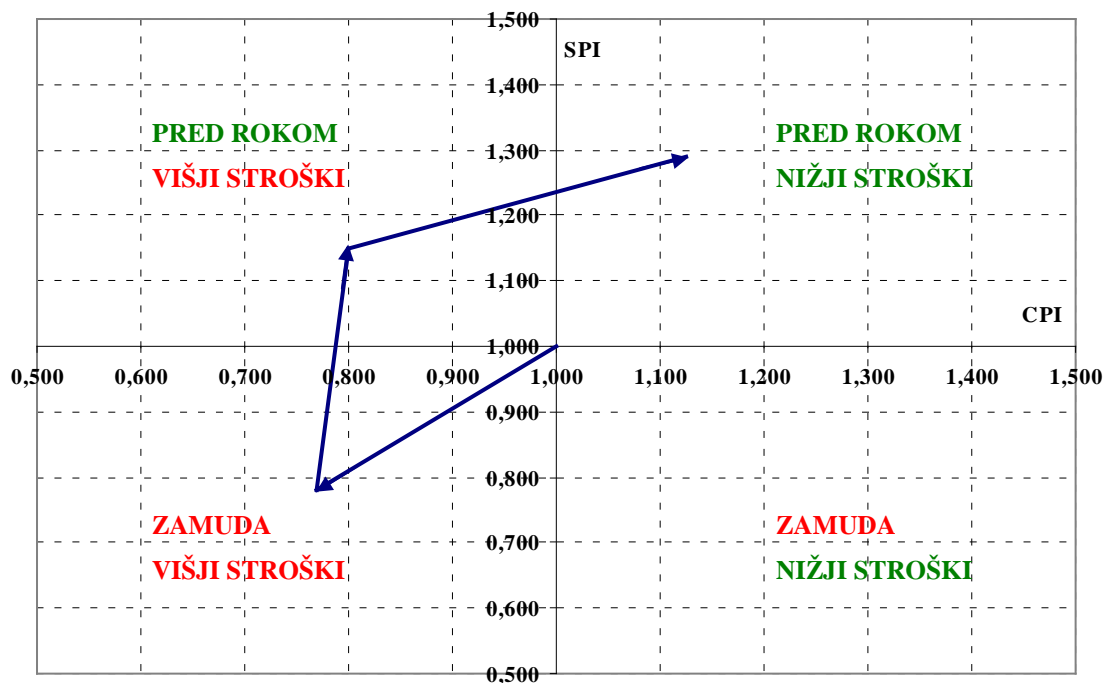 1,500
SPI
1,400
PRED ROKOM
PRED ROKOM
1,300
VIŠJI STROŠKI
NIŽJI STROŠKI
1,200
1,100
CPI
1,000
0,500 0,600 0,700 0,800 0,900 1,000 1,100 1,200 1,300 1,400 1,500
0,900
0,800
ZAMUDA
ZAMUDA
0,700
VIŠJI STROŠKI
NIŽJI STROŠKI
0,600
0,500